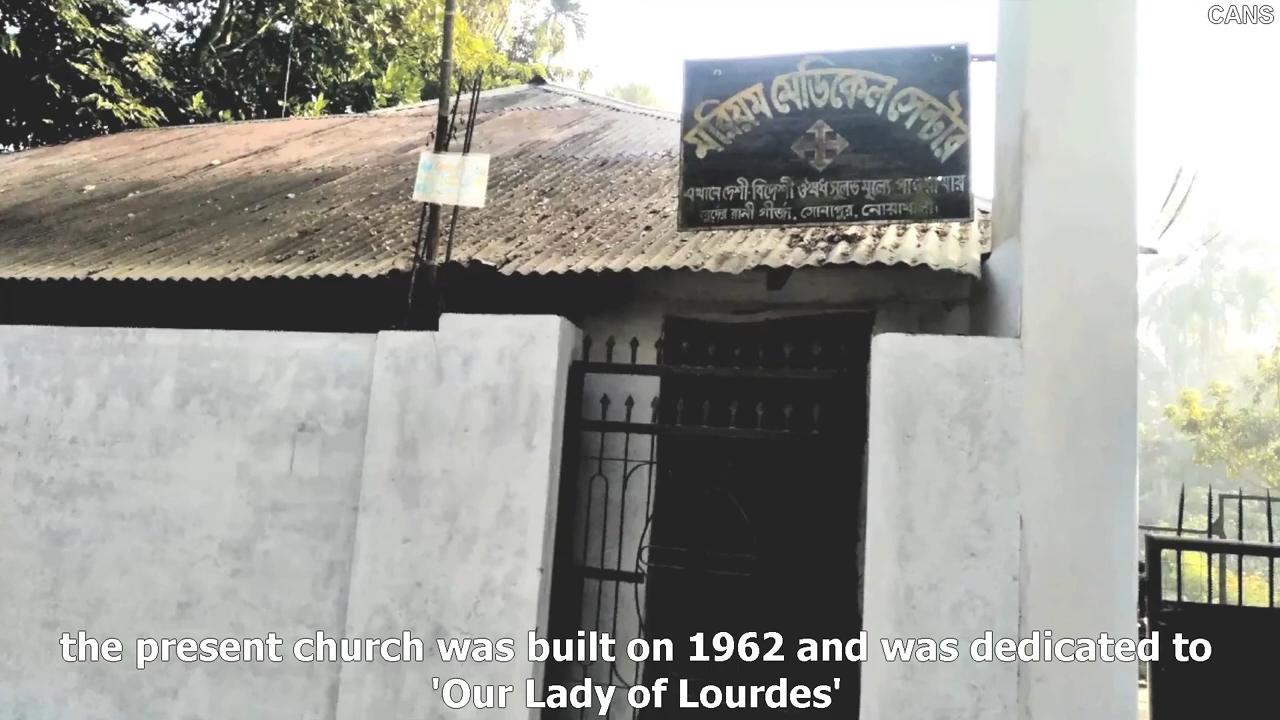 CANS
মরিয়ম মেডিকেল সেন্টার
এখানে দেশী-বিদেশী ঔষধ সলভ মূল্যে পাওয়া যায়
লুদের রানী গীর্জা, সোনাপুর, নোয়াখালী।
the present church was built on 1962 and was dedicated to
'Our Lady of Lourdes'